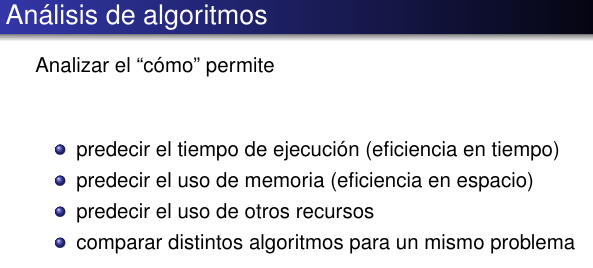 Análisis de algoritmos
Analizar el “cómo” permite
predecir el tiempo de ejecución (eficiencia en tiempo)
predecir el uso de memoria (eficiencia en espacio)
predecir el uso de otros recursos
comparar distintos algoritmos para un mismo problema